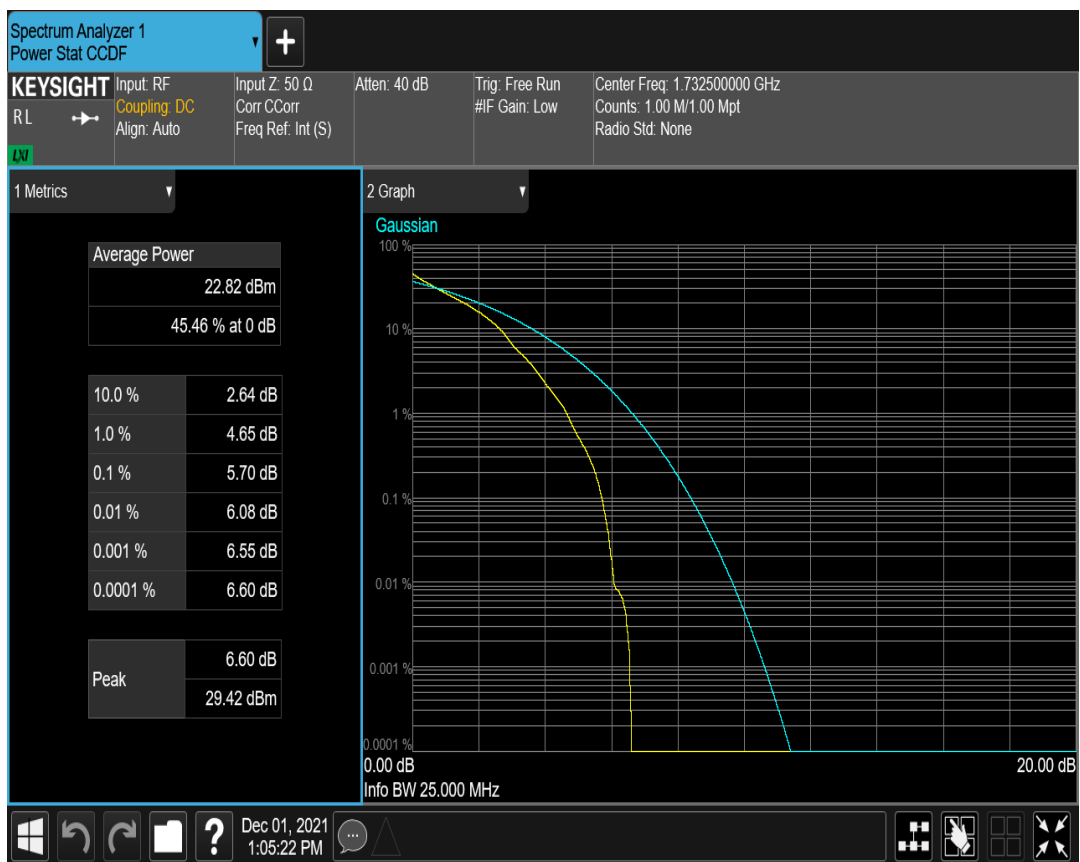 Spectrum Analyzer 1
Power Stat CCDF
KEYSIGHT
RL
LXI
Input: RF
Coupling: DC
Align: Auto
Input Z: 50 Ω
Corr CCorr
Freq Ref: Int (S)
Atten: 40 dB
Trig: Free Run
#IF Gain: Low
Center Freq: 1.732500000 GHz
Counts: 1.00 M/1.00 Mpt
Radio Std: None
1 Metrics
Average Power
22.82 dBm
45.46 % at 0 dB
10.0 % 2.64 dB
1.0 % 4.65 dB
0.1 % 5.70 dB
0.01 % 6.08 dB
0.001 % 6.55 dB
0.0001 % 6.60 dB
Peak
6.60 dB
29.42 dBm
2 Graph
Gaussian
100 %
10 %
1 %
0.1 %
0.01 %
0.001 %
0.0001 %
0.00 dB 20.00 dB
Info BW 25.000 MHz
?
Dec 01, 2021
1:05:22 PM